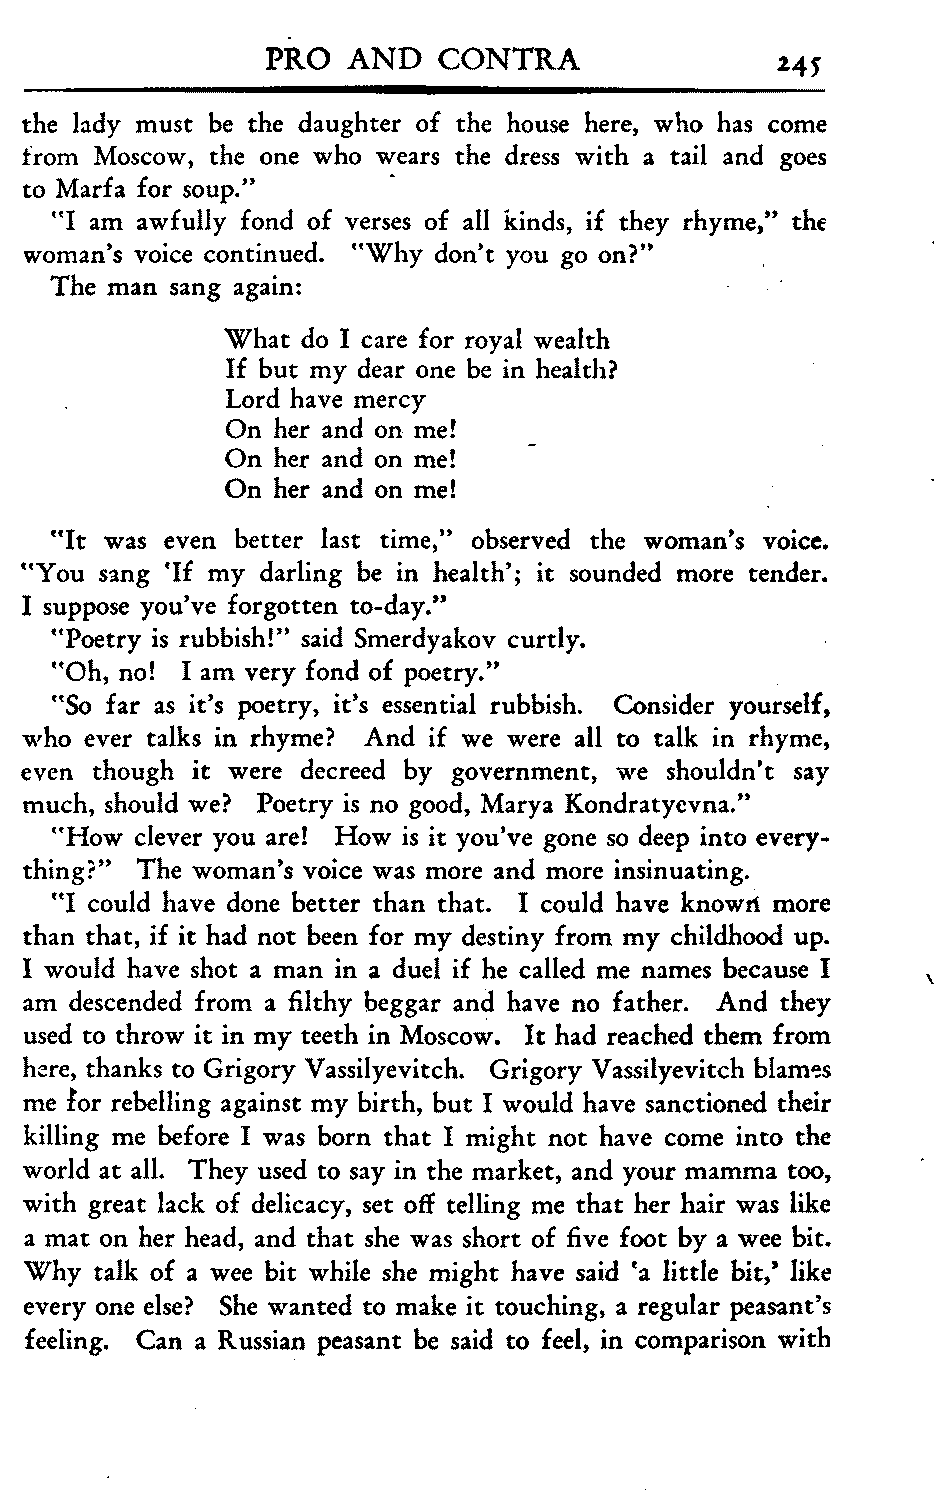 PRO AND CONTRA 245
the lady must be the daughter of the house here, who has come
from Moscow, the one who wears the dress with a tail and goes
to Marfa for soup."
"I am awfully fond of verses of all kinds, if they rhyme," the
woman's voice continued. "Why don't you go on?"
The man sang again:
What do I care for royal wealth
If but my dear one be in health?
Lord have mercy
On her and on me!
On her and on me!
On her and on me!
"It was even better last time," observed the woman's voice.
"You sang 'If my darling be in health'; it sounded more tender.
I suppose you've forgotten to-day."
"Poetry is rubbish!" said Smerdyakov curtly.
"Oh, no! I am very fond of poetry."
"So far as it's poetry, it's essential rubbish. Consider yourself,
who ever talks in rhyme? And if we were all to talk in rhyme,
even though it were decreed by government, we shouldn't say
much, should we? Poetry is no good, Marya Kondratyevna."
"How clever you are! How is it you've gone so deep into every-
thing?" The woman's voice was more and more insinuating.
"I could have done better than that. I could have known more
than that, if it had not been for my destiny from my childhood up.
I would have shot a man in a duel if he called me names because I
am descended from a filthy beggar and have no father. And they
used to throw it in my teeth in Moscow. It had reached them from
here, thanks to Grigory Vassilyevitch. Grigory Vassilyevitch blames
me for rebelling against my birth, but I would have sanctioned their
killing me before I was born that I might not have come into the
world at all. They used to say in the market, and your mamma too,
with great lack of delicacy, set off telling me that her hair was like
a mat on her head, and that she was short of five foot by a wee bit.
Why talk of a wee bit while she might have said 'a little bit,' like
every one else? She wanted to make it touching, a regular peasant's
feeling. Can a Russian peasant be said to feel, in comparison with